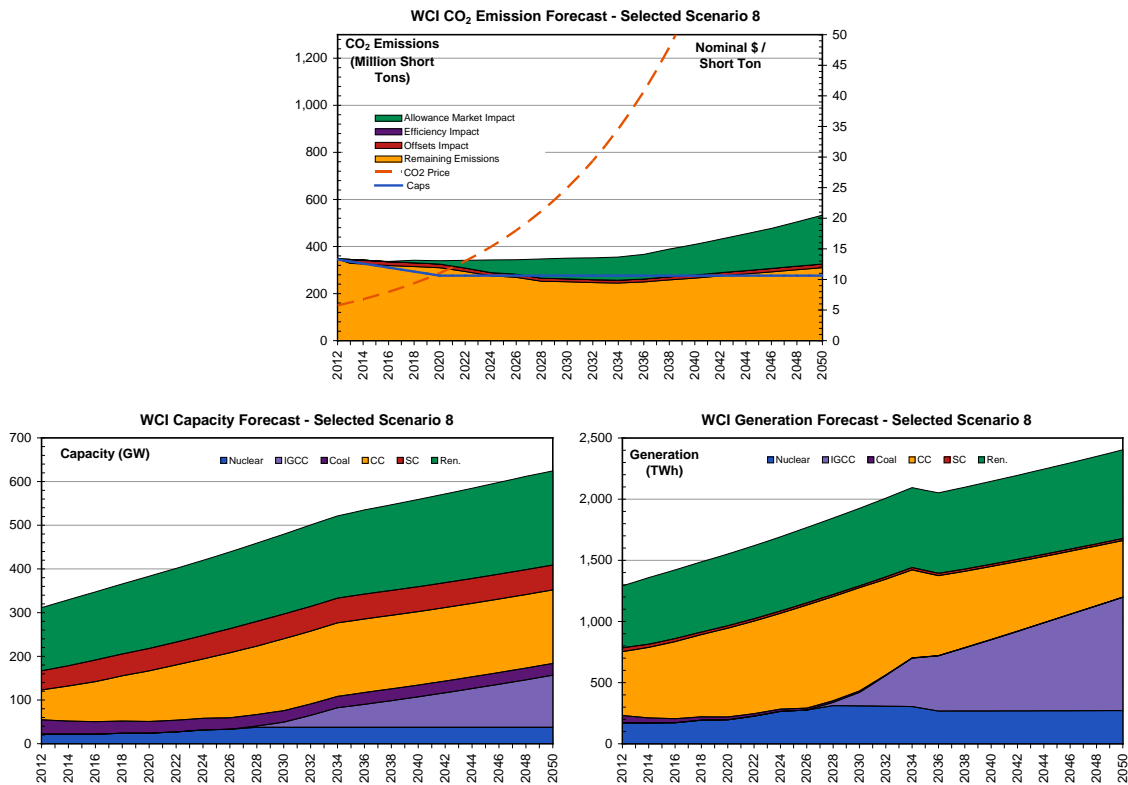 WCI CO2 Emission Forecast - Selected Scenario 8
CO2 Emissions
(Million Short
Tons)
Nominal $ /
Short Ton
1,200
1,000
800
600
400
200
0
50
45
40
35
30
25
20
15
10
5
0
Allowance Market Impact
Efficiency Impact
Offsets Impact
Remaining Emissions
CO2 Price
Caps
2012 2014 2016 2018 2020 2022 2024 2026 2028 2030 2032 2034 2036 2038 2040 2042 2044 2046 2048 2050
WCI Capacity Forecast - Selected Scenario 8
Capacity (GW)
Nuclear IGCC Coal CC SC Ren.
700
600
500
400
300
200
100
0
2012 2014 2016 2018 2020 2022 2024 2026 2028 2030 2032 2034 2036 2038 2040 2042 2044 2046 2048 2050
WCI Generation Forecast - Selected Scenario 8
Generation
(TWh)
Nuclear IGCC Coal CC SC Ren.
2,500
2,000
1,500
1,000
500
0
2012 2014 2016 2018 2020 2022 2024 2026 2028 2030 2032 2034 2036 2038 2040 2042 2044 2046 2048 2050